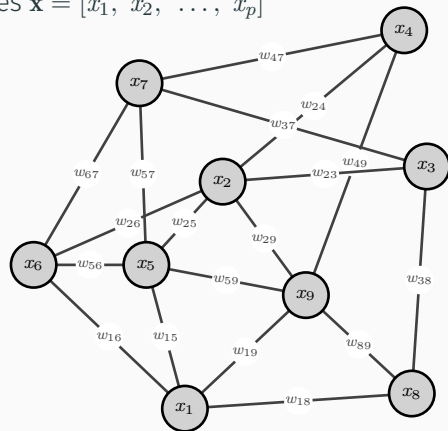 es x = [x₁, x₂, …, xₚ]
x₄
w₄₇
x₇
w₂₄
w₃₇
w₄₉
x₃
w₆₇
w₅₇
x₂
w₂₃
w₂₆
w₂₅
w₂₉
x₆
w₅₆
x₅
w₅₉
w₃₈
x₉
w₁₆
w₁₅
w₁₉
w₈₉
x₁
w₁₈
x₈